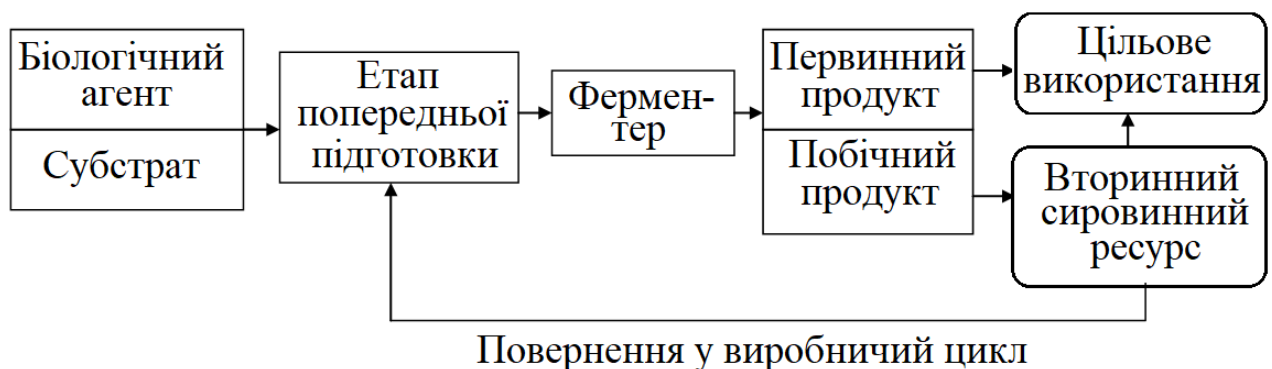 Біологічний
агент
Субстрат
Етап
попередньої
підготовки
Фермен-
тер
Первинний
продукт
Побічний
продукт
Цільове
використання
Вторинний
сировинний
ресурс
Повернення у виробничий цикл